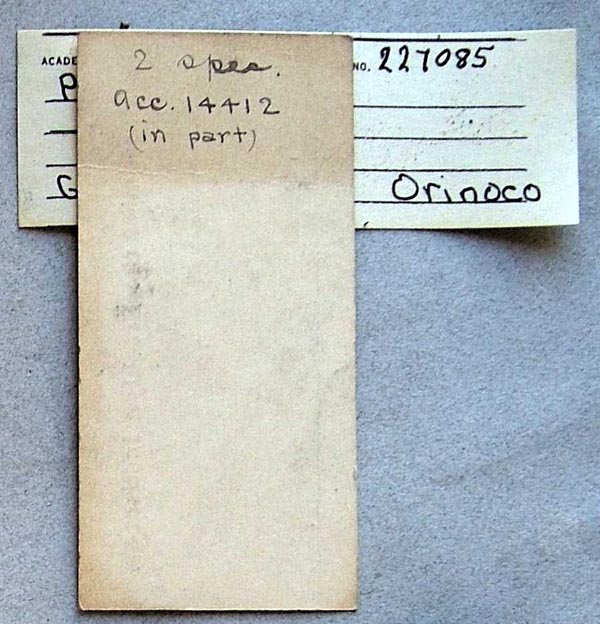 2 spec.
acc. 14412
(in part)
NO. 227085
Orinoco